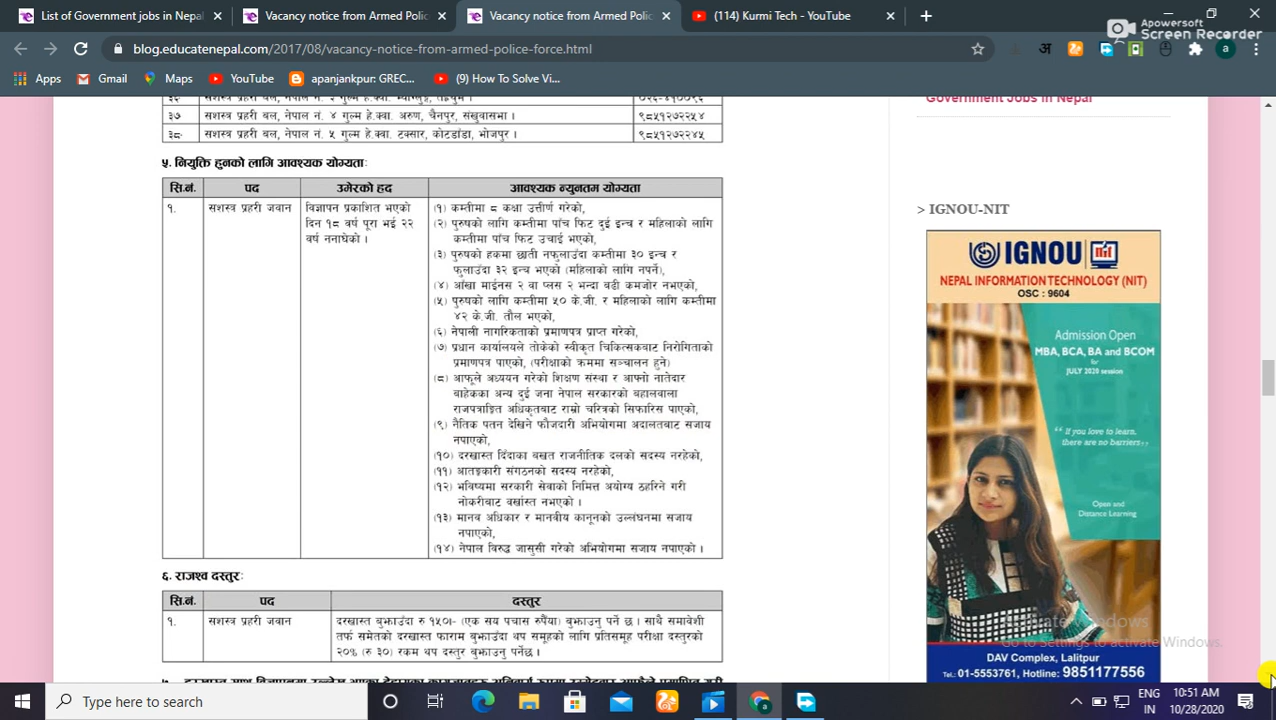 List of Government jobs in Nepal
Vacancy notice from Armed Police
Vacancy notice from Armed Polic
(114) Kurmi Tech - YouTube
Apowersoft
Screen Recorder
blog.educatenepal.com/2017/08/vacancy-notice-from-armed-police-force.html
Apps
Gmail
Maps
YouTube
apanjankpur: GREC...
(9) How To Solve Vi...
सशस्त्र प्रहरी बल, नेपाल नं.
३७ सशस्त्र प्रहरी बल, नेपाल नं. ४ गुल्म हे.क्वा. अरुण, चैनपुर, संखुवासभा । ९८५१२७२२५४
३८ सशस्त्र प्रहरी बल, नेपाल नं. ५ गुल्म हे.क्वा. टक्सार, कोटडाँडा, भोजपुर । ९८५१२७२२४५
Government Jobs in Nepal
५. नियुक्ति हुनको लागि आवश्यक योग्यताः
सि.नं. पद उमेरको हद आवश्यक न्युनतम योग्यता
१. सशस्त्र प्रहरी जवान
विज्ञापन प्रकाशित भएको
दिन १८ वर्ष पूरा भई २२
वर्ष ननाघेको ।
(१) कम्तीमा ८ कक्षा उत्तीर्ण गरेको,
(२) पुरुषको लागि कम्तीमा पाँच फिट दुई इन्च र महिलाको लागि
कम्तीमा पाँच फिट उचाई भएको,
(३) पुरुषको हकमा छाती नफुलाउँदा कम्तीमा ३० इन्च र
फुलाउँदा ३२ इन्च भएको (महिलाको लागि नपर्ने),
(४) आँखा माईनस २ वा प्लस २ भन्दा बढी कमजोर नभएको,
(५) पुरुषको लागि कम्तीमा ५० के.जी. र महिलाको लागि कम्तीमा
४२ के.जी. तौल भएको,
(६) नेपाली नागरिकताको प्रमाणपत्र प्राप्त गरेको,
(७) प्रधान कार्यालयले तोकेको स्वीकृत चिकित्सकबाट निरोगिताको
प्रमाणपत्र पाएको, (परीक्षाको क्रममा सञ्चालन हुने)
(८) आफूले अध्ययन गरेको शिक्षण संस्था र आफ्नो नातेदार
बाहेकका अन्य दुई जना नेपाल सरकारको बहालवाला
राजपत्राङ्कित अधिकृतबाट राम्रो चरित्रको सिफारिस पाएको,
(९) नैतिक पतन देखिने फौजदारी अभियोगमा अदालतबाट सजाय
नपाएको,
(१०) दरखास्त दिँदाका बखत राजनीतिक दलको सदस्य नरहेको,
(११) आतङ्ककारी संगठनको सदस्य नरहेको,
(१२) भविष्यमा सरकारी सेवाको निमित्त अयोग्य ठहरिने गरी
नोकरीबाट बर्खास्त नभएको ।
(१३) मानव अधिकार र मानवीय कानूनको उल्लंघनमा सजाय
नपाएको,
(१४) नेपाल विरुद्ध जासुसी गरेको अभियोगमा सजाय नपाएको ।
६. राजश्व दस्तुरः
सि.नं. पद दस्तुर
१. सशस्त्र प्रहरी जवान
दरखास्त बुझाउँदा रु १५०।- (एक सय पचास रुपैंया) बुझाउनु पर्ने छ । साथै समावेशी
तर्फ समेतको दरखास्त फाराम बुझाउँदा थप समूहको लागि प्रतिसमूह परीक्षा दस्तुरको
२०% (रु ३०) रकम थप दस्तुर बुझाउनु पर्नेछ ।
> IGNOU-NIT
IGNOU nit
NEPAL INFORMATION TECHNOLOGY (NIT)
OSC : 9604
Admission Open
MBA, BCA, BA and BCOM
for
JULY 2020 session
“ If you love to learn,
there are no barriers„
Open and
Distance Learning
DAV Complex, Lalitpur
Tel.: 01-5553761, Hotline: 9851177556
Activate Windows
Go to Settings to activate Windows.
Type here to search
ENG
IN
10:51 AM
10/28/2020